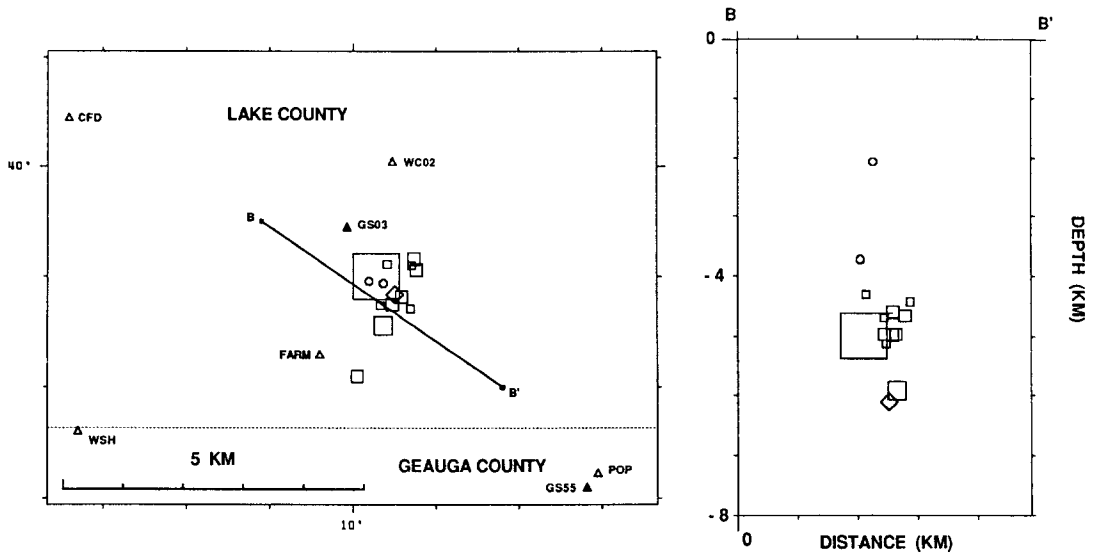 LAKE COUNTY
CFD
40'
WC02
B
GS03
FARM
B'
WSH
5 KM
GEAUGA COUNTY
POP
GS55
10'
B
B'
0
- 4
- 8
DEPTH (KM)
0
DISTANCE (KM)